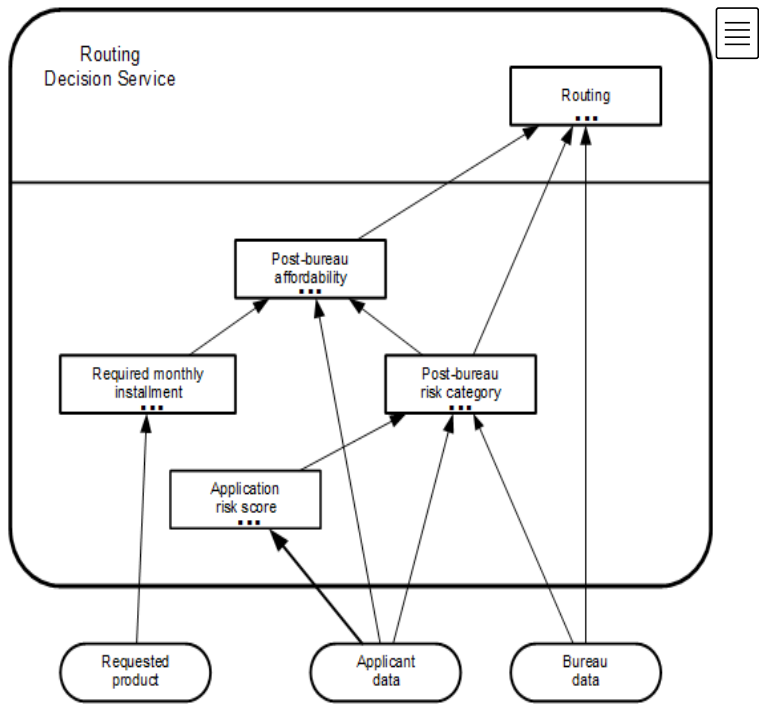 Routing
Decision Service
Routing
Post-bureau
affordability
Required monthly
installment
Post-bureau
risk category
Application
risk score
Requested
product
Applicant
data
Bureau
data